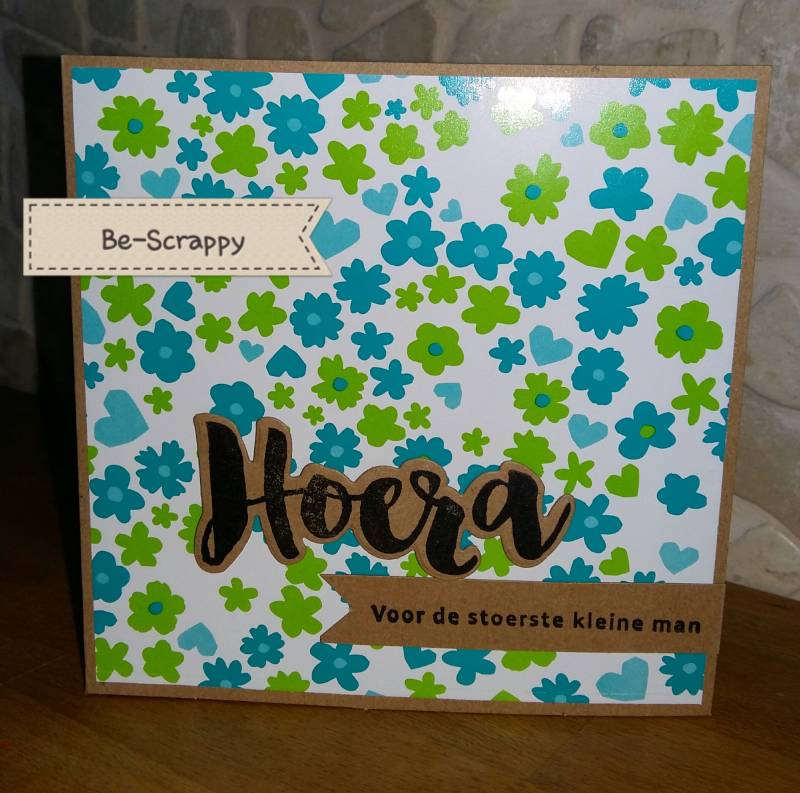 Be-Scrappy
Hoera
Voor de stoerste kleine man